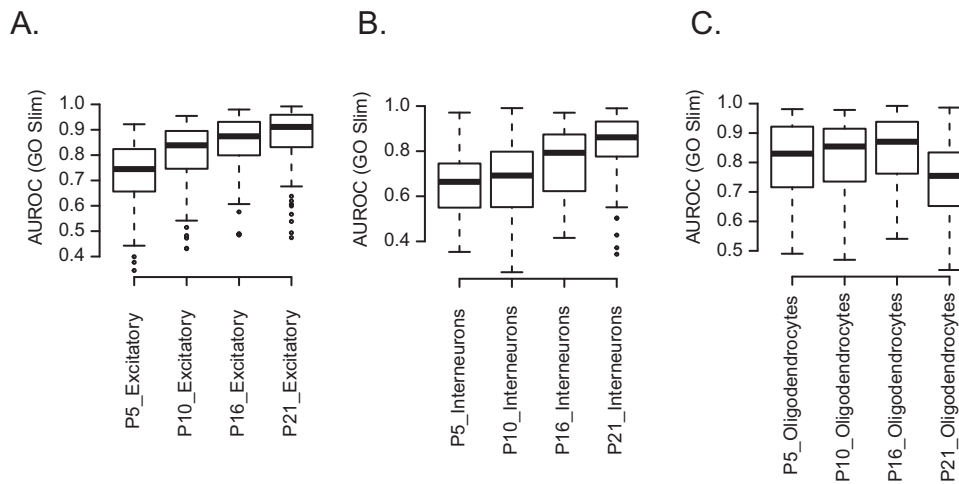 A.
AUROC (GO Slim)
1.0
0.9
0.8
0.7
0.6
0.5
0.4
P5_Excitatory
P10_Excitatory
P16_Excitatory
P21_Excitatory
B.
AUROC (GO Slim)
1.0
0.8
0.6
0.4
P5_Interneurons
P10_Interneurons
P16_Interneurons
P21_Interneurons
C.
AUROC (GO Slim)
1.0
0.9
0.8
0.7
0.6
0.5
P5_Oligodendrocytes
P10_Oligodendrocytes
P16_Oligodendrocytes
P21_Oligodendrocytes